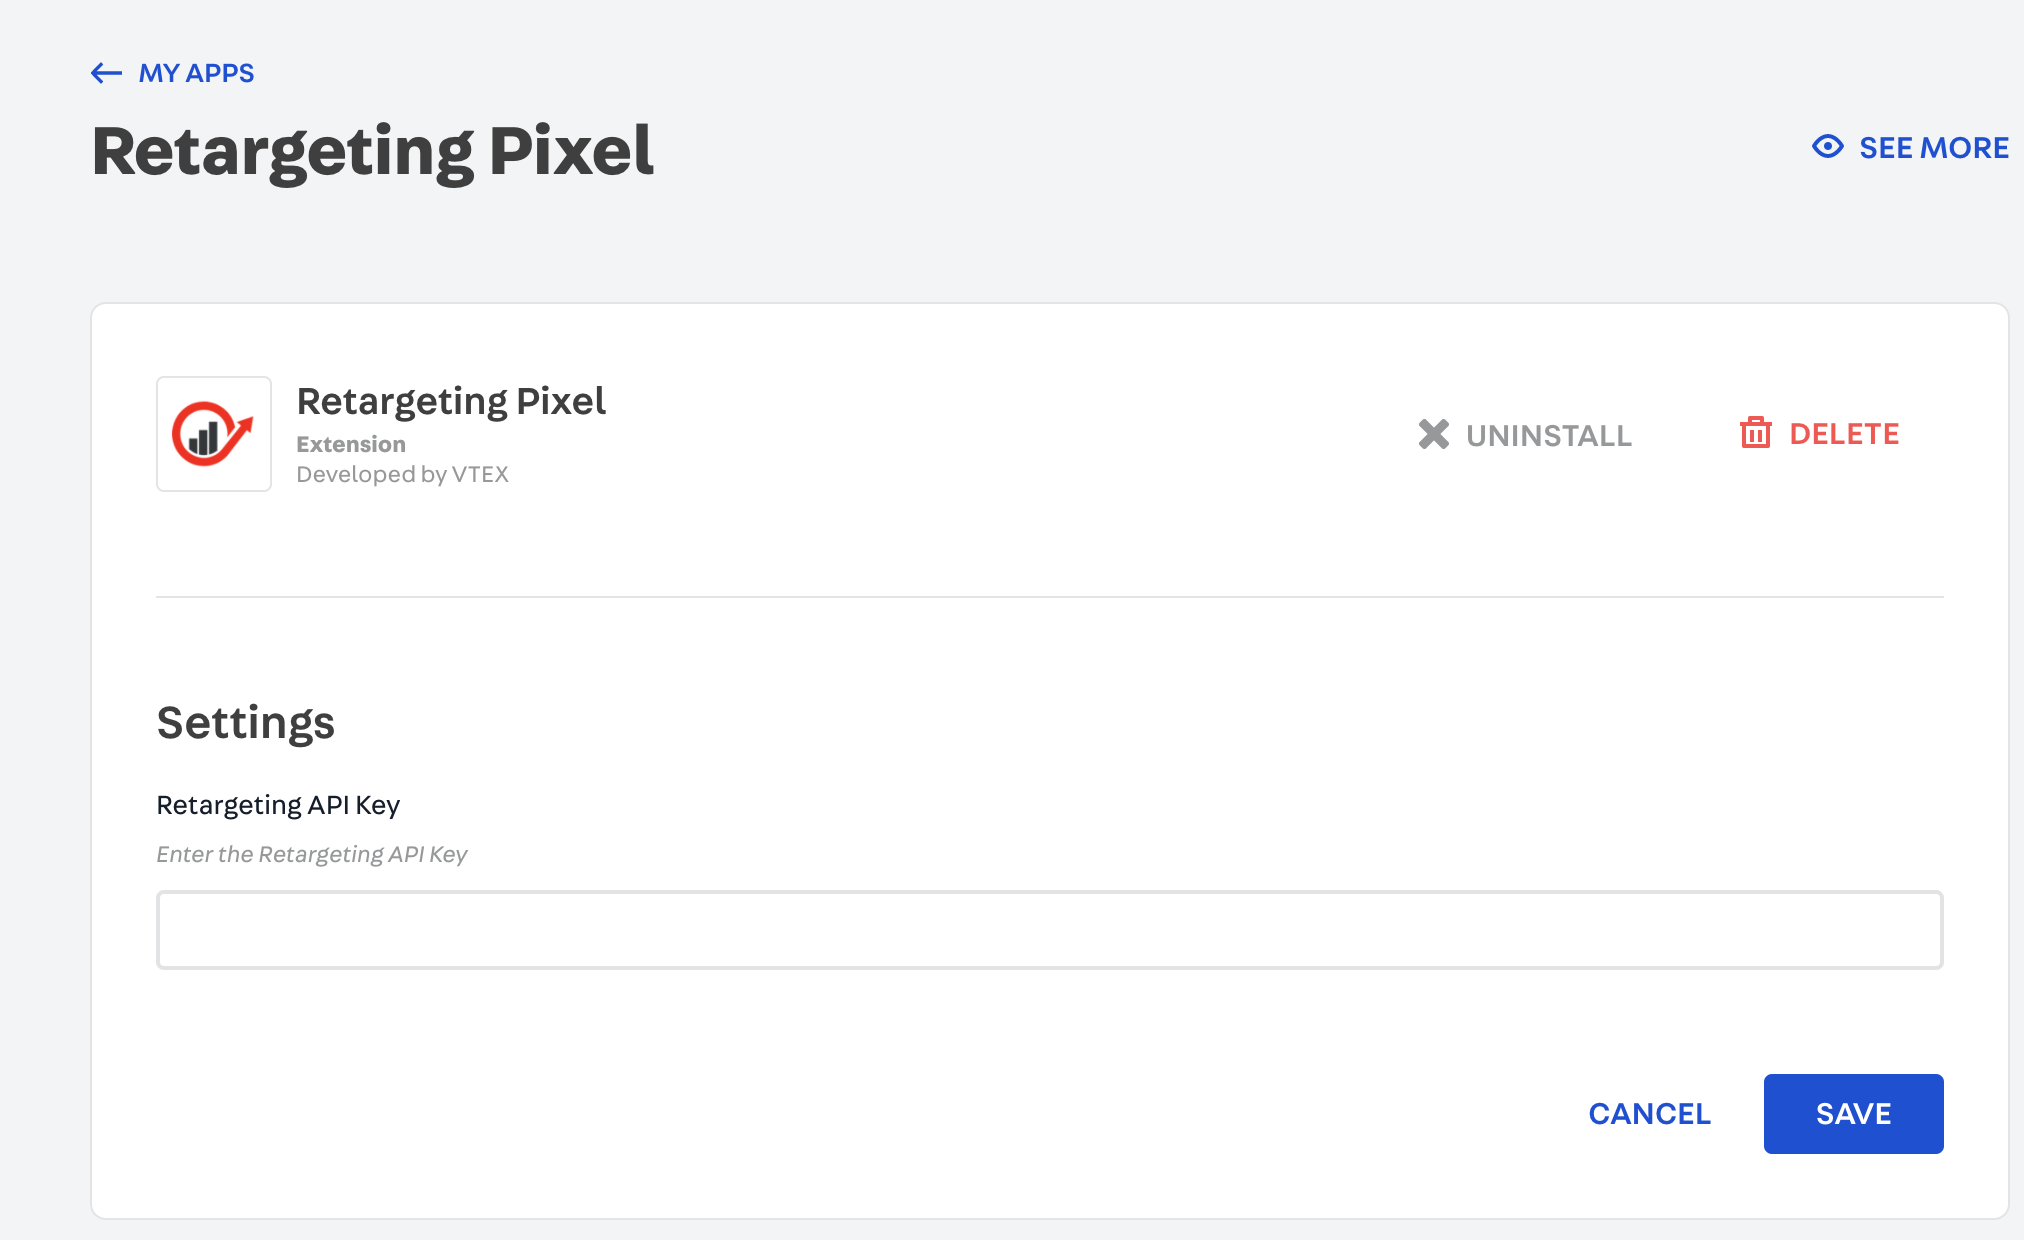 MY APPS
Retargeting Pixel
SEE MORE
Retargeting Pixel
Extension
Developed by VTEX
UNINSTALL
DELETE
Settings
Retargeting API Key
Enter the Retargeting API Key
CANCEL
SAVE